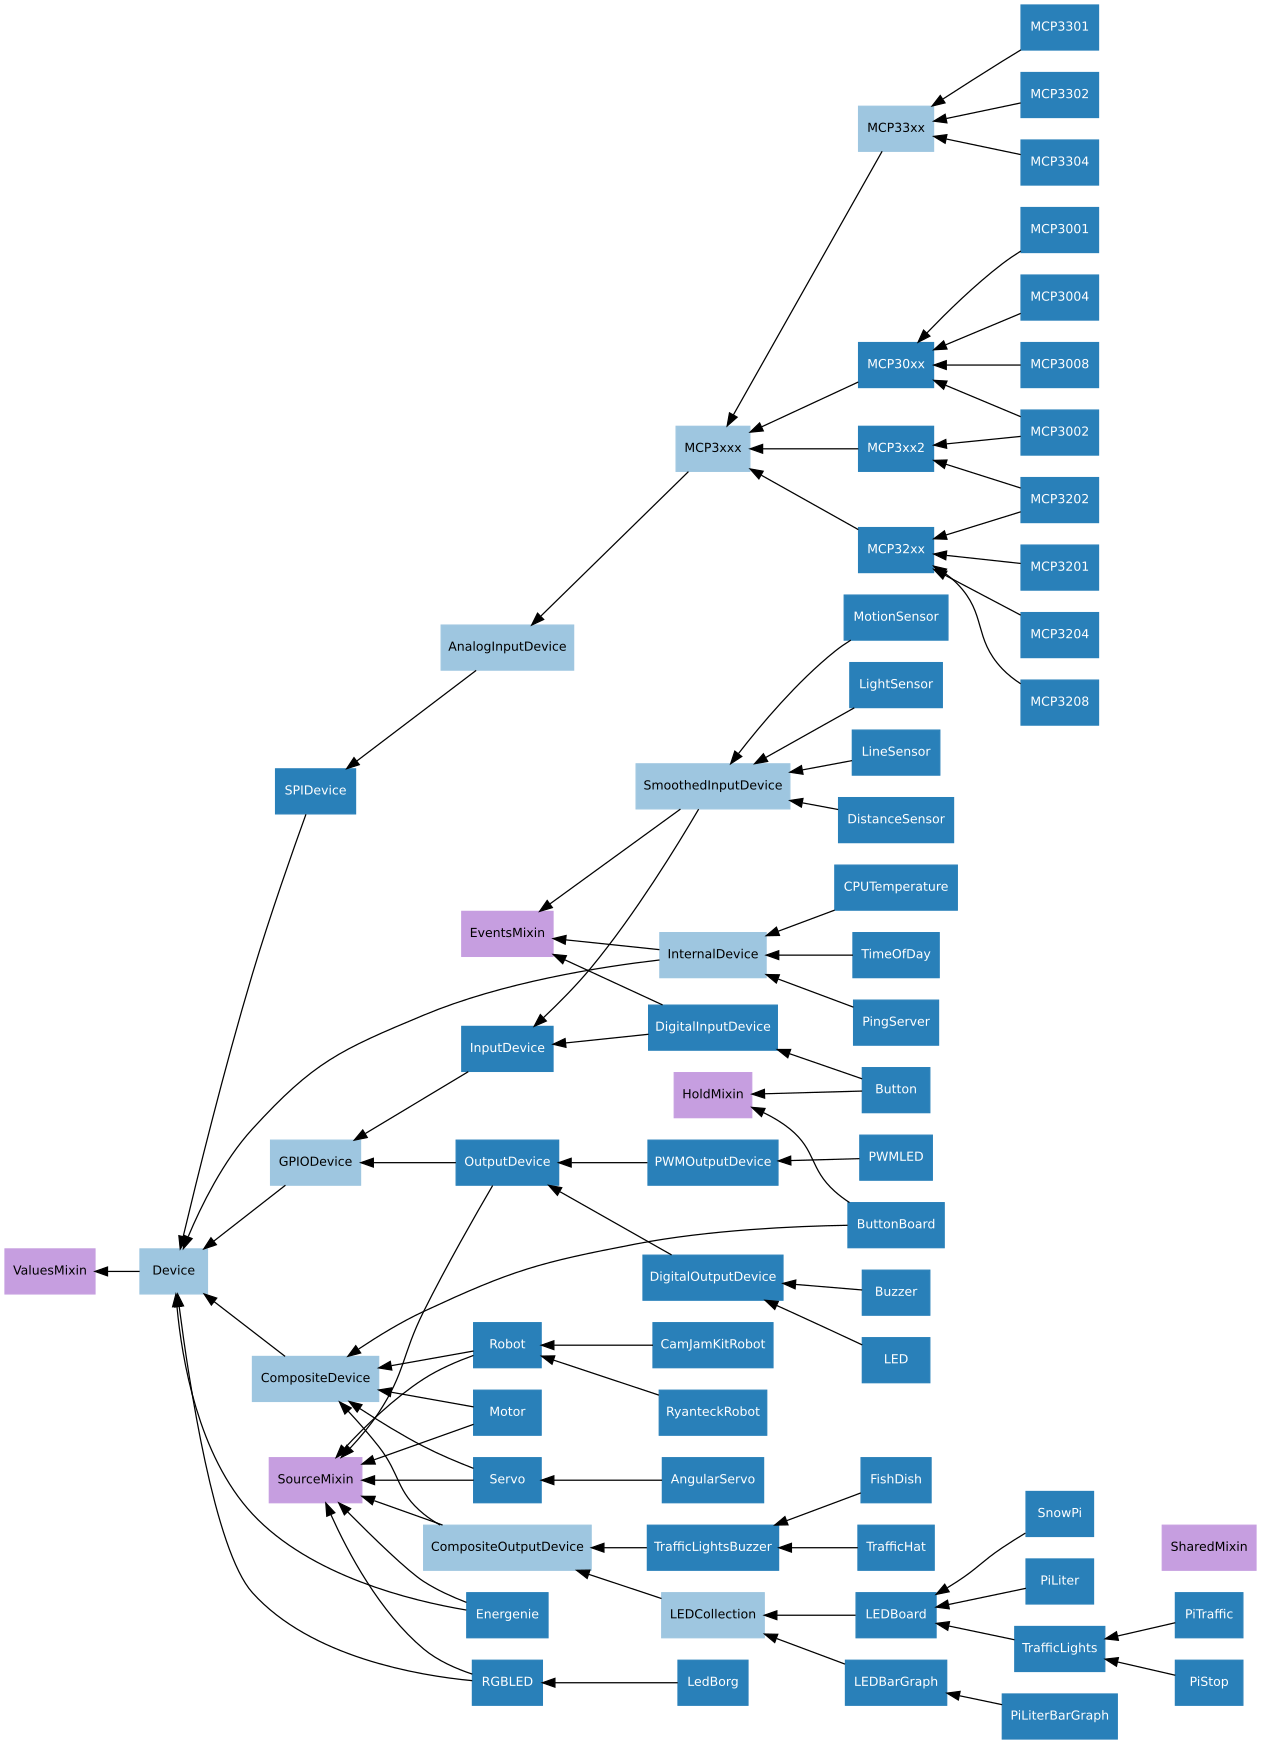 MCP3301
MCP3302
MCP33xx
MCP3304
MCP3001
MCP3004
MCP30xx
MCP3008
MCP3002
MCP3xxx
MCP3xx2
MCP3202
MCP32xx
MCP3201
MotionSensor
MCP3204
AnalogInputDevice
LightSensor
MCP3208
LineSensor
SPIDevice
SmoothedInputDevice
DistanceSensor
CPUTemperature
EventsMixin
InternalDevice
TimeOfDay
PingServer
DigitalInputDevice
InputDevice
Button
HoldMixin
GPIODevice
OutputDevice
PWMOutputDevice
PWMLED
ButtonBoard
ValuesMixin
Device
DigitalOutputDevice
Buzzer
Robot
CamJamKitRobot
LED
CompositeDevice
Motor
RyanteckRobot
SourceMixin
Servo
AngularServo
FishDish
SnowPi
CompositeOutputDevice
TrafficLightsBuzzer
TrafficHat
SharedMixin
PiLiter
Energenie
LEDCollection
LEDBoard
PiTraffic
TrafficLights
RGBLED
LedBorg
LEDBarGraph
PiStop
PiLiterBarGraph